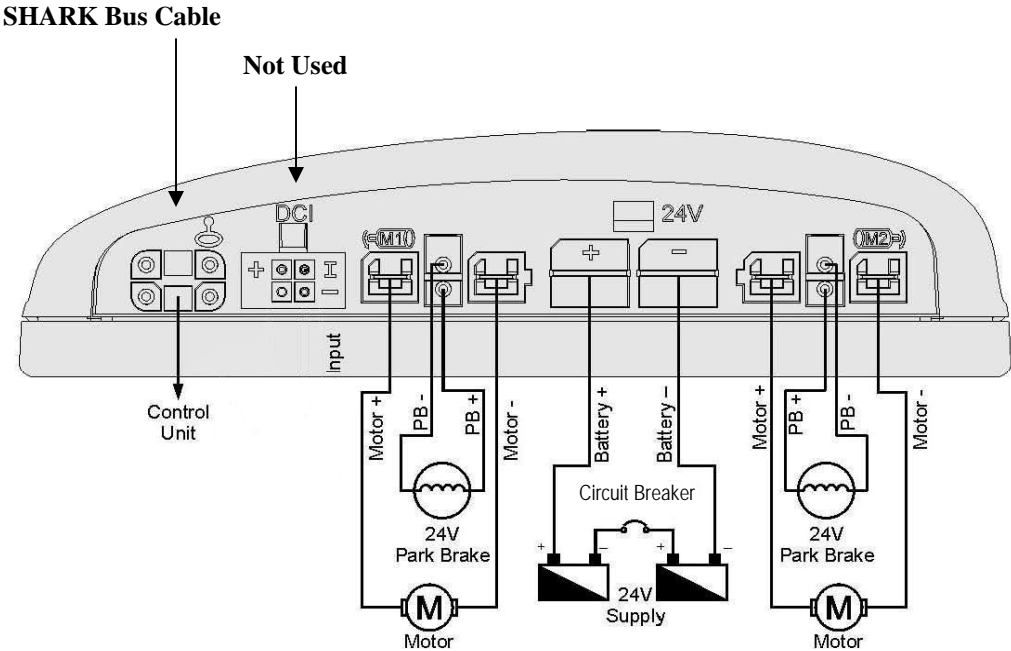 SHARK Bus Cable
Not Used
DCI
24V
M1
+
-
M2
+ I
-
Input
Motor +
PB -
PB +
Motor -
Battery +
Battery –
Motor +
PB +
PB -
Motor -
Control
Unit
Circuit Breaker
24V
Park Brake
24V
Park Brake
+ – + –
24V
Supply
M
Motor
M
Motor